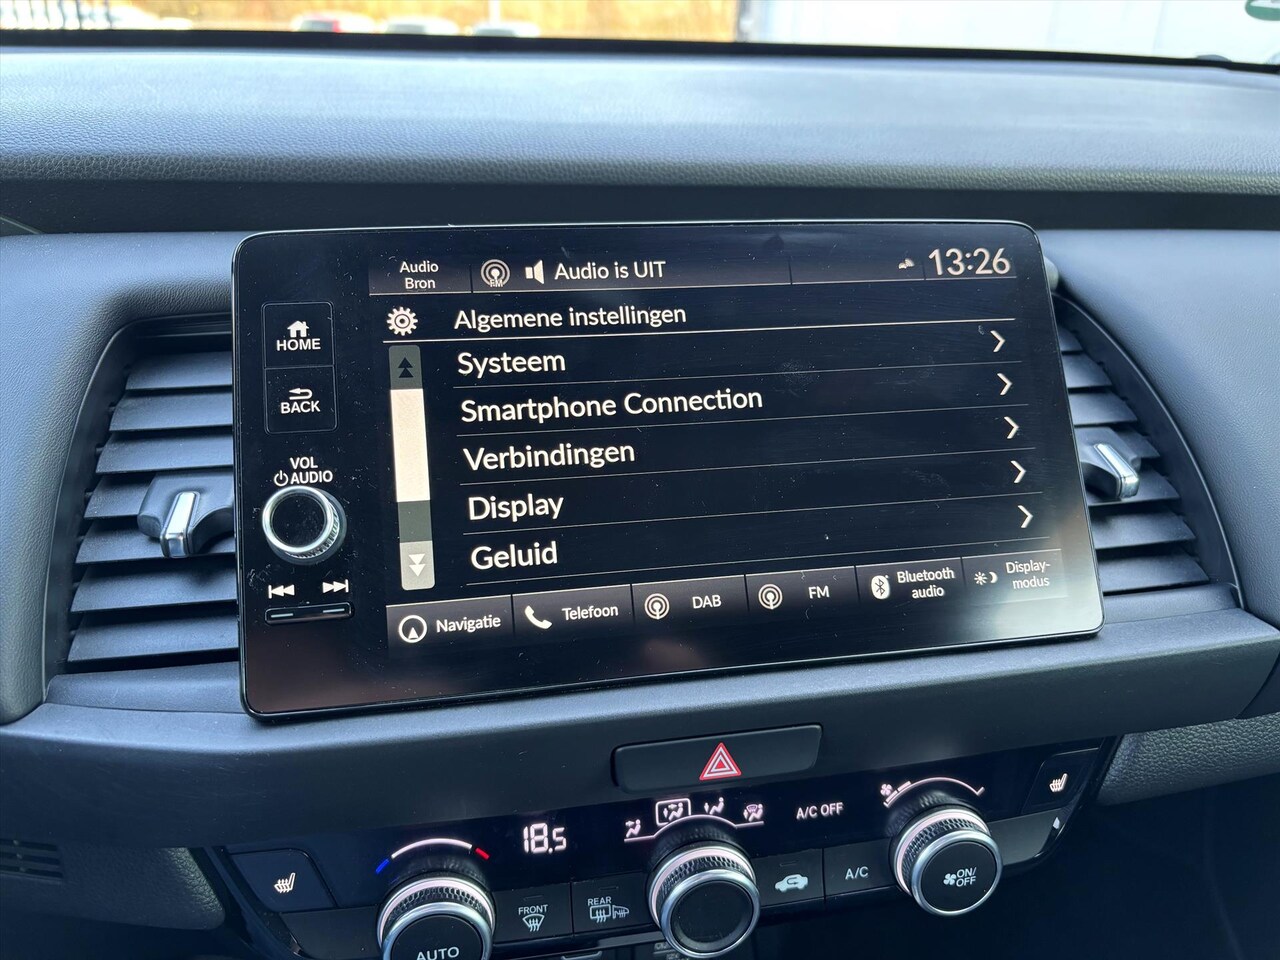 Audio
Bron
FM
Audio is UIT
13:26
HOME
Algemene instellingen
Systeem
BACK
Smartphone Connection
VOL
AUDIO
Verbindingen
Display
Geluid
Navigatie
Telefoon
DAB
FM
Bluetooth
audio
Display-
modus
18.5
A/C OFF
FRONT
REAR
A/C
ON/
OFF
AUTO